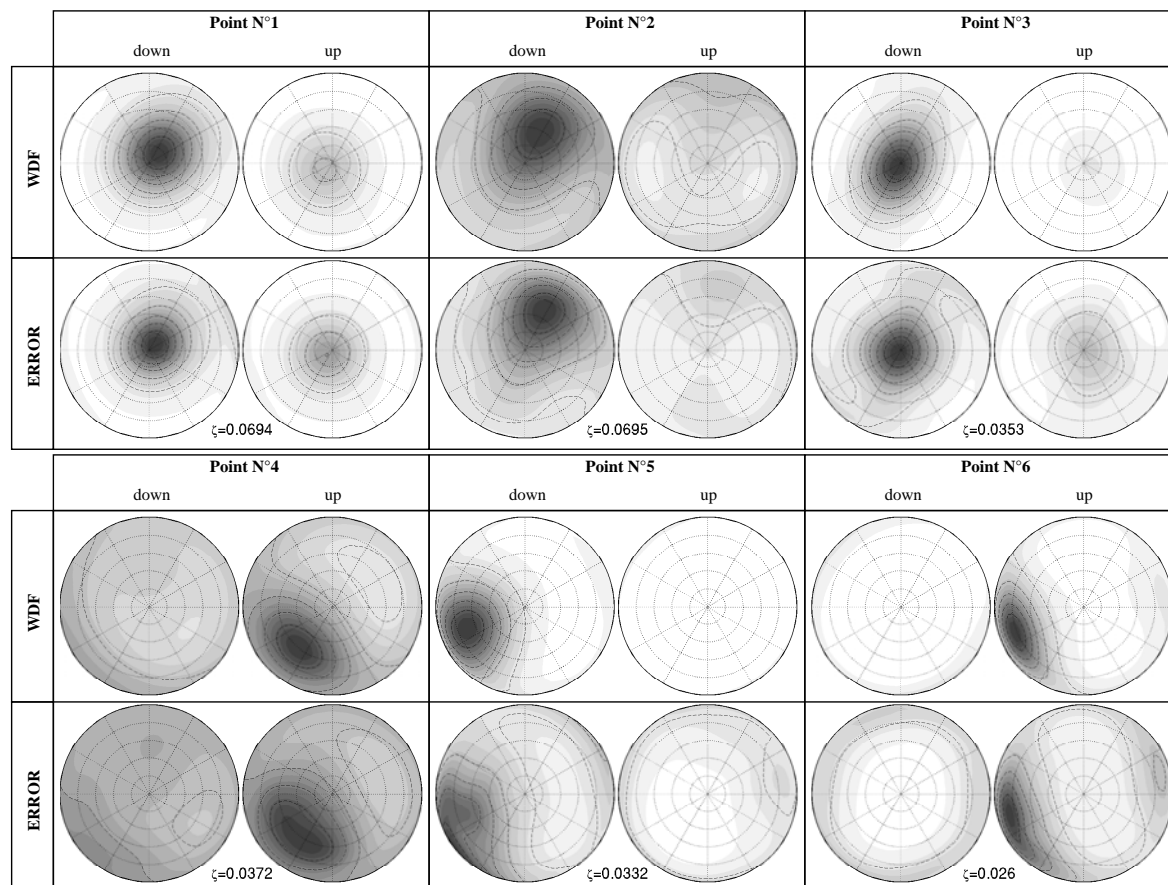 Point N°1 Point N°2 Point N°3
down up down up down up
WDF
ERROR
ζ=0.0694 ζ=0.0695 ζ=0.0353
Point N°4 Point N°5 Point N°6
down up down up down up
WDF
ERROR
ζ=0.0372 ζ=0.0332 ζ=0.026